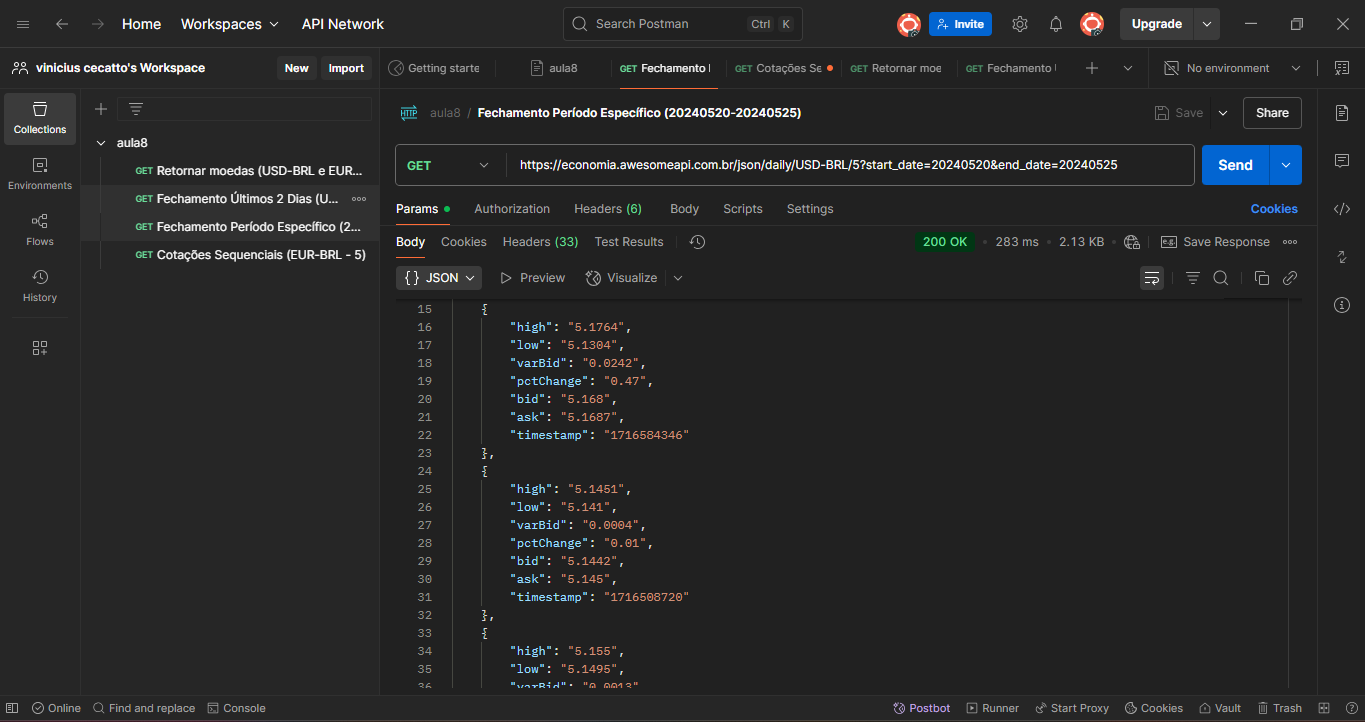 Home Workspaces API Network Search Postman Ctrl K Invite Upgrade
vinicius cecatto's Workspace New Import Getting starte aula8 GET Fechamento GET Cotações Se GET Retornar moe GET Fechamento No environment
Collections
Environments
Flows
History
aula8
GET Retornar moedas (USD-BRL e EUR...
GET Fechamento Últimos 2 Dias (U...
GET Fechamento Período Específico (2...
GET Cotações Sequenciais (EUR-BRL - 5)
HTTP aula8 / Fechamento Período Específico (20240520-20240525) Save Share
GET https://economia.awesomeapi.com.br/json/daily/USD-BRL/5?start_date=20240520&end_date=20240525 Send
Params Authorization Headers (6) Body Scripts Settings Cookies
Body Cookies Headers (33) Test Results 200 OK 283 ms 2.13 KB e.g. Save Response
{} JSON Preview Visualize
15 {
16 "high": "5.1764",
17 "low": "5.1304",
18 "varBid": "0.0242",
19 "pctChange": "0.47",
20 "bid": "5.168",
21 "ask": "5.1687",
22 "timestamp": "1716584346"
23 },
24 {
25 "high": "5.1451",
26 "low": "5.141",
27 "varBid": "0.0004",
28 "pctChange": "0.01",
29 "bid": "5.1442",
30 "ask": "5.145",
31 "timestamp": "1716508720"
32 },
33 {
34 "high": "5.155",
35 "low": "5.1495",
36 "varBid": "0.0013"
Online Find and replace Console Postbot Runner Start Proxy Cookies Vault Trash